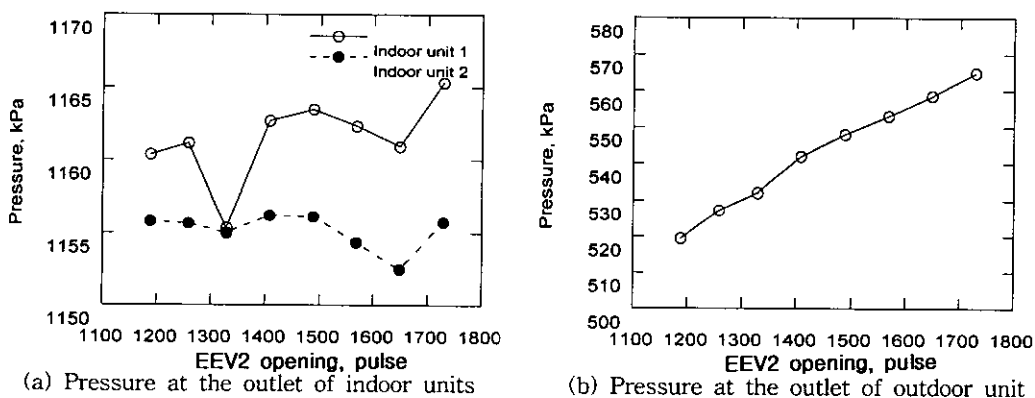 1170
1165
1160
1155
1150
Pressure, kPa
Indoor unit 1
Indoor unit 2
1100 1200 1300 1400 1500 1600 1700 1800
EEV2 opening, pulse
(a) Pressure at the outlet of indoor units
580
570
560
550
540
530
520
500
Pressure, kPa
1100 1200 1300 1400 1500 1600 1700 1800
EEV2 opening, pulse
(b) Pressure at the outlet of outdoor unit